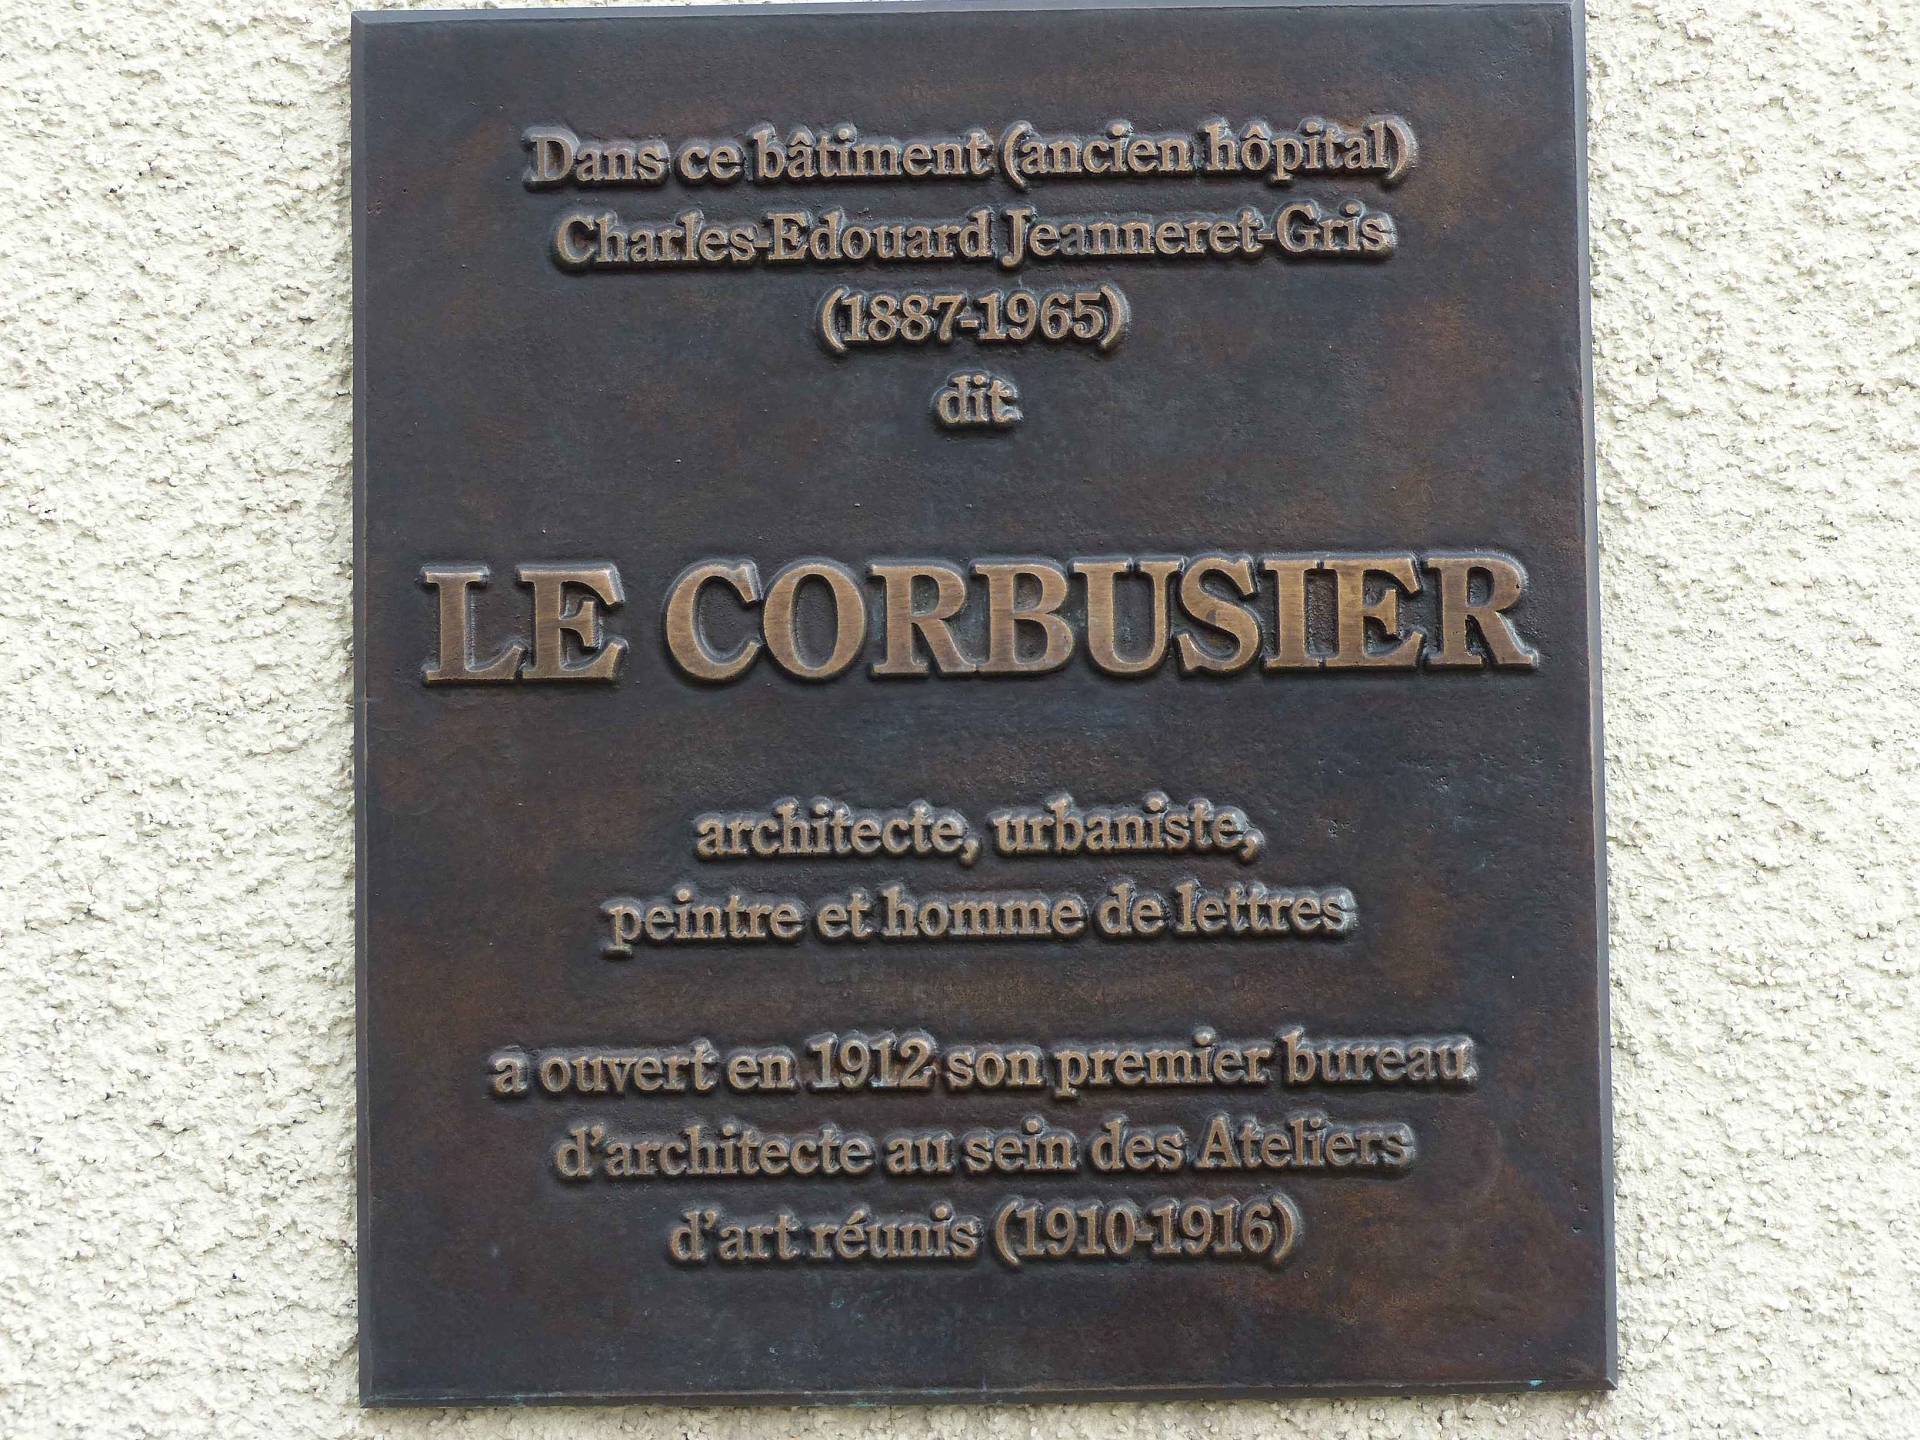 Dans ce bâtiment (ancien hôpital)
Charles-Edouard Jeanneret-Gris
(1887-1965)
dit
LE CORBUSIER
architecte, urbaniste,
peintre et homme de lettres
a ouvert en 1912 son premier bureau
d'architecte au sein des Ateliers
d'art réunis (1910-1916)